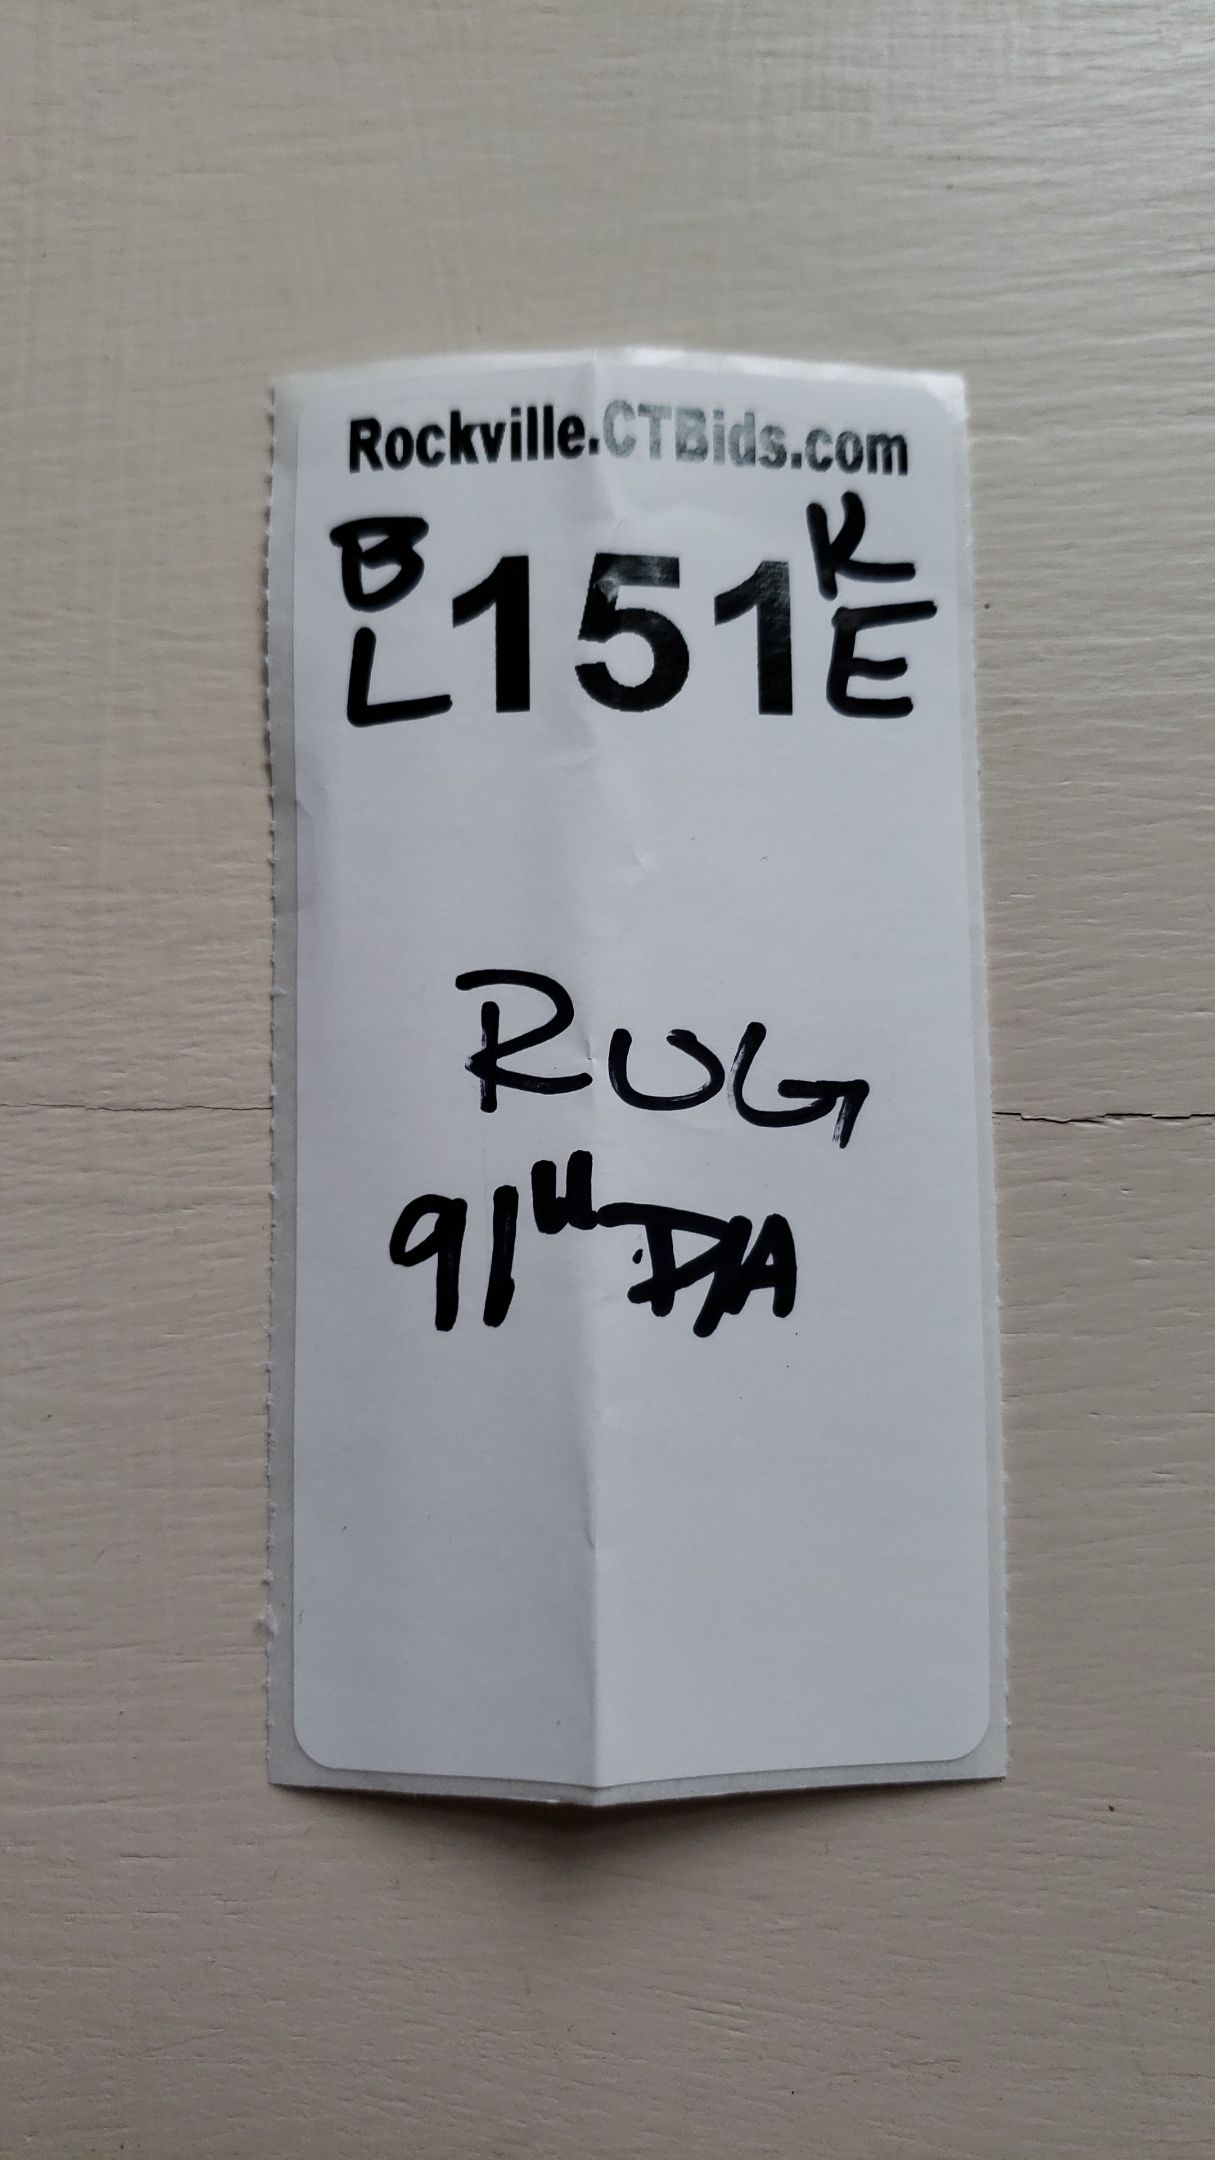 Rockville.CTBids.com
B K
151
L E
RUG
91" DIA